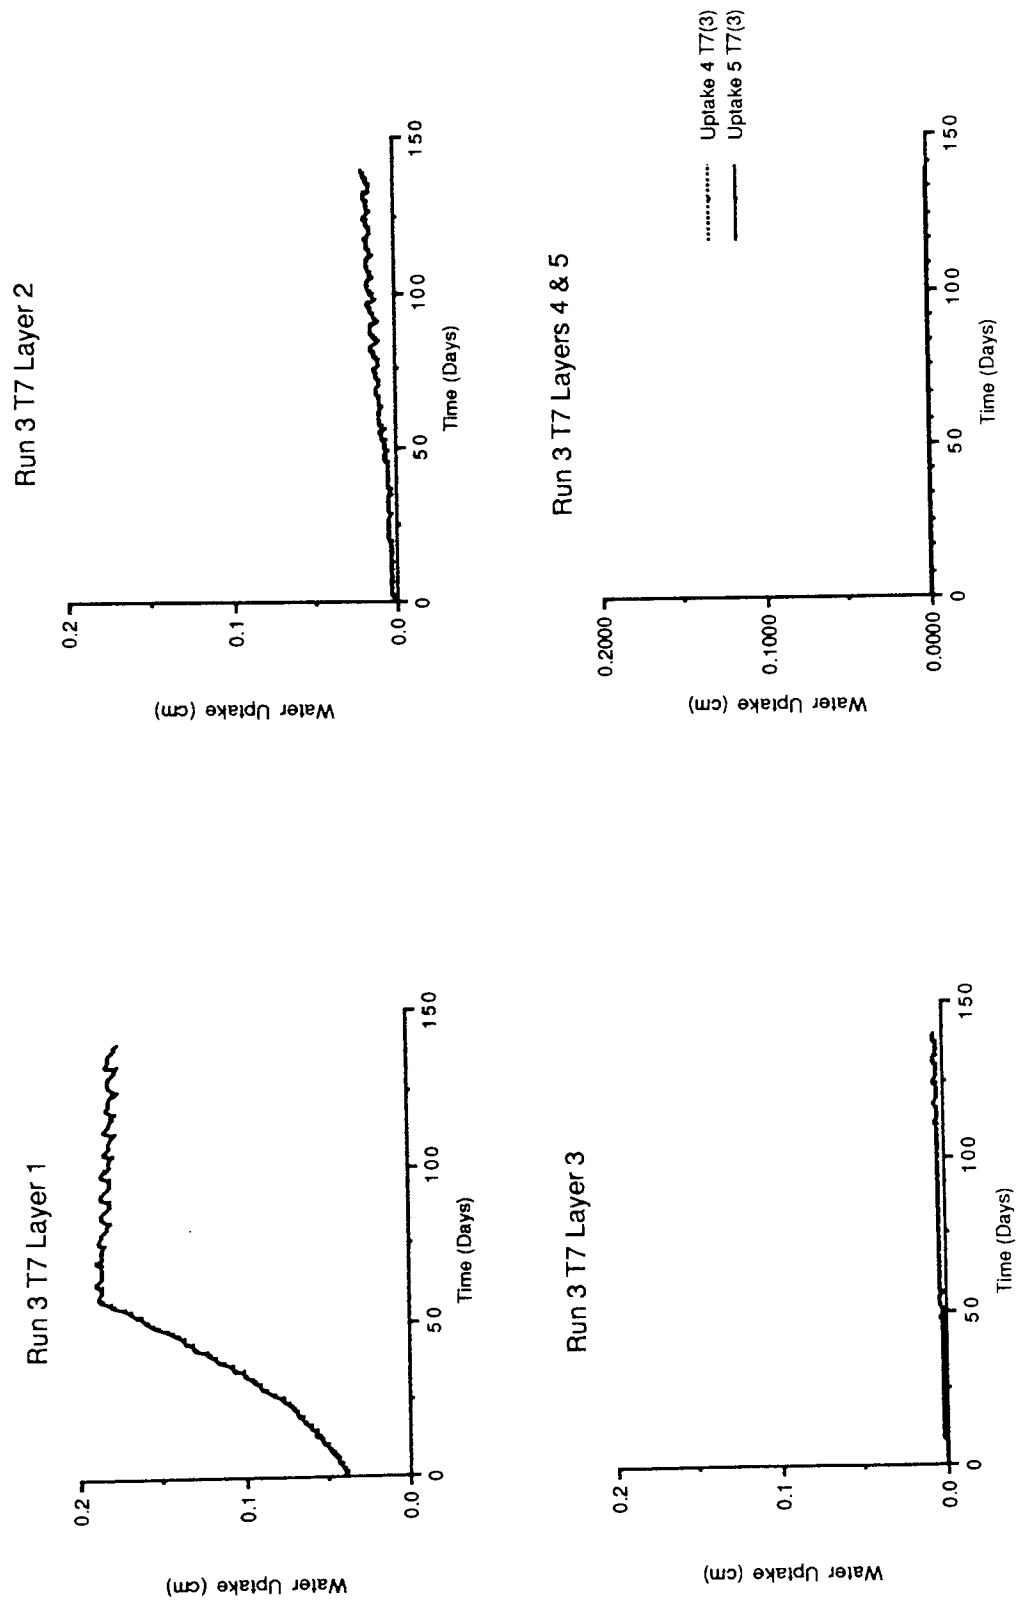 Run 3 T7 Layer 1
Water Uptake (cm)
0.2
0.1
0.0
0
50
100
150
Time (Days)
Run 3 T7 Layer 2
Water Uptake (cm)
0.2
0.1
0.0
0
50
100
150
Time (Days)
Run 3 T7 Layer 3
Water Uptake (cm)
0.2
0.1
0.0
0
50
100
150
Time (Days)
Run 3 T7 Layers 4 & 5
Water Uptake (cm)
0.2000
0.1000
0.0000
0
50
100
150
Time (Days)
Uptake 4 T7(3)
Uptake 5 T7(3)